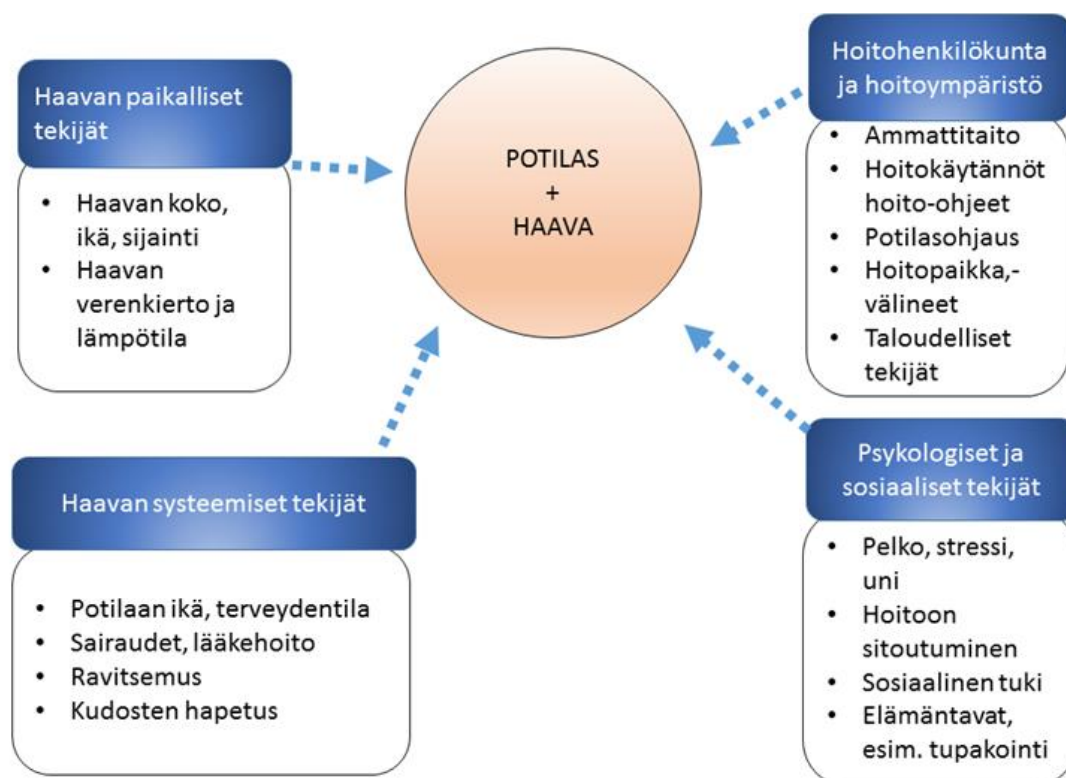 Haavan paikalliset
tekijät
• Haavan koko,
ikä, sijainti
• Haavan
verenkierto ja
lämpötila
POTILAS
+
HAAVA
Hoitohenkilökunta
ja hoitoympäristö
• Ammattitaito
• Hoitokäytännöt
hoito-ohjeet
• Potilasohjaus
• Hoitopaikka,-
välineet
• Taloudelliset
tekijät
Haavan systeemiset tekijät
• Potilaan ikä, terveydentila
• Sairaudet, lääkehoito
• Ravitsemus
• Kudosten hapetus
Psykologiset ja
sosiaaliset tekijät
• Pelko, stressi,
uni
• Hoitoon
sitoutuminen
• Sosiaalinen tuki
• Elämäntavat,
esim. tupakointi